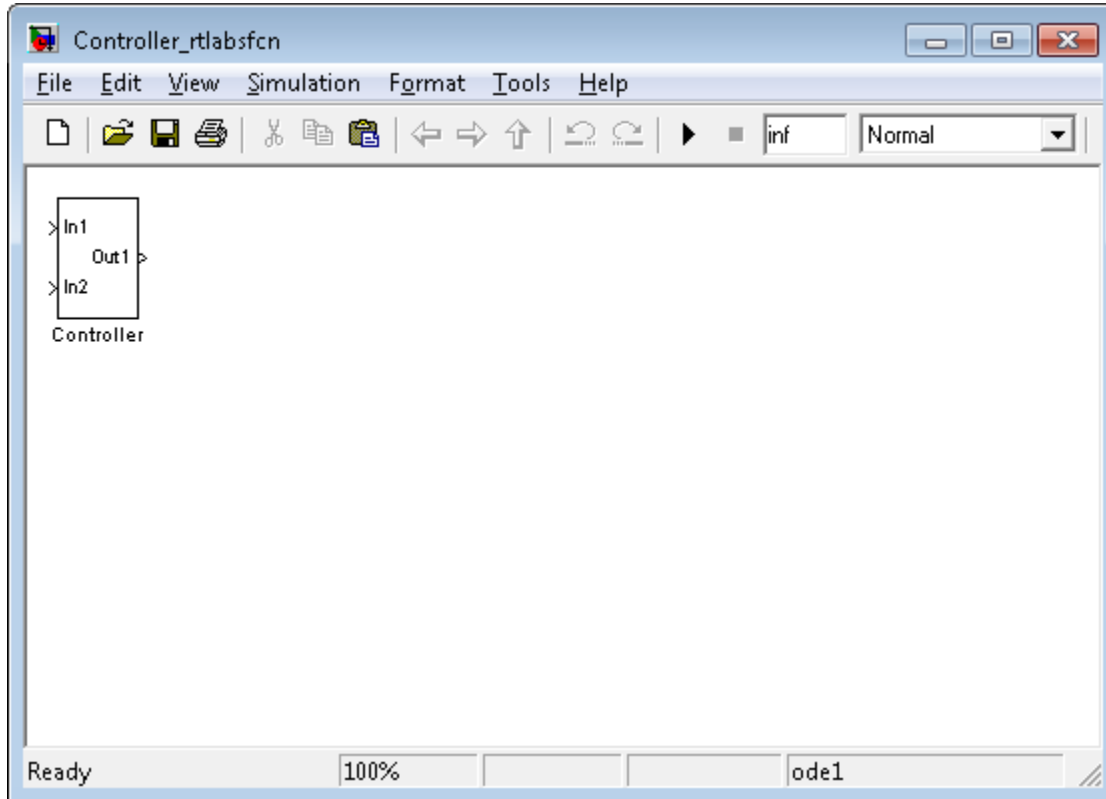 Controller_rtlabsfcn
File Edit View Simulation Format Tools Help
inf Normal
In1
Out1
In2
Controller
Ready 100% ode1